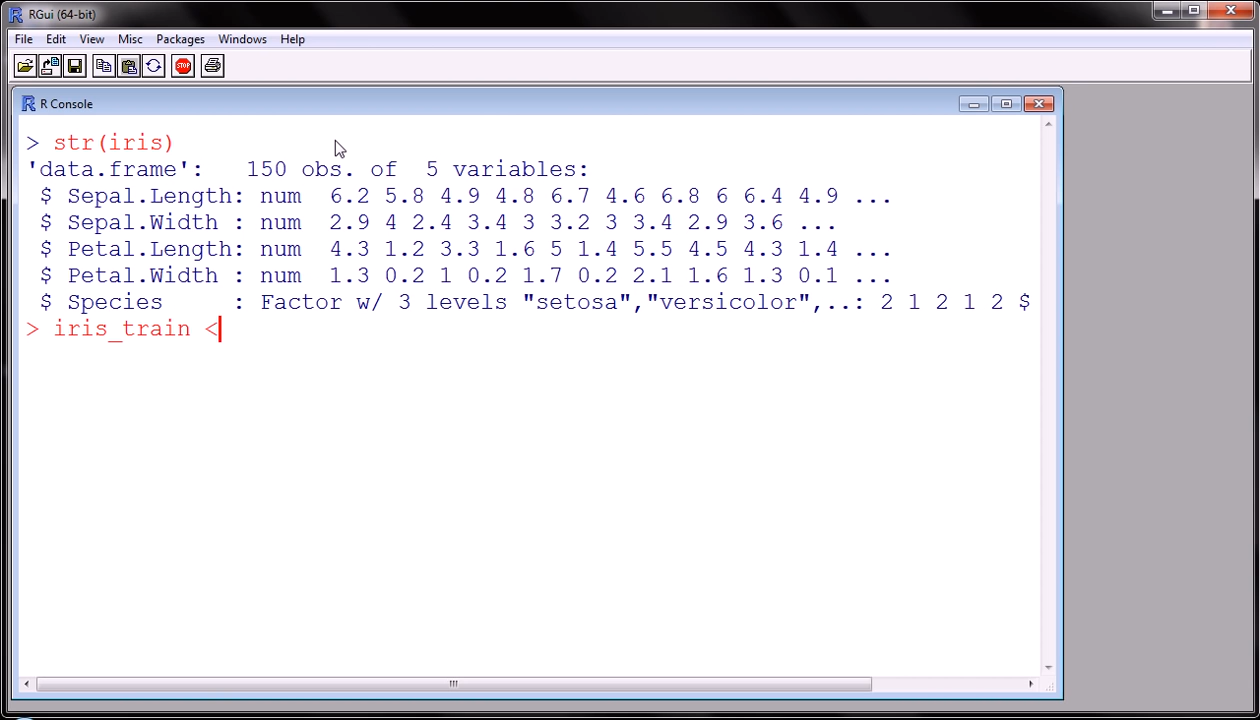 RGui (64-bit)
File Edit View Misc Packages Windows Help
STOP
R Console
> str(iris)
'data.frame':   150 obs. of  5 variables:
 $ Sepal.Length: num  6.2 5.8 4.9 4.8 6.7 4.6 6.8 6 6.4 4.9 ...
 $ Sepal.Width : num  2.9 4 2.4 3.4 3 3.2 3 3.4 2.9 3.6 ...
 $ Petal.Length: num  4.3 1.2 3.3 1.6 5 1.4 5.5 4.5 4.3 1.4 ...
 $ Petal.Width : num  1.3 0.2 1 0.2 1.7 0.2 2.1 1.6 1.3 0.1 ...
 $ Species     : Factor w/ 3 levels "setosa","versicolor",..: 2 1 2 1 2 $
> iris_train <